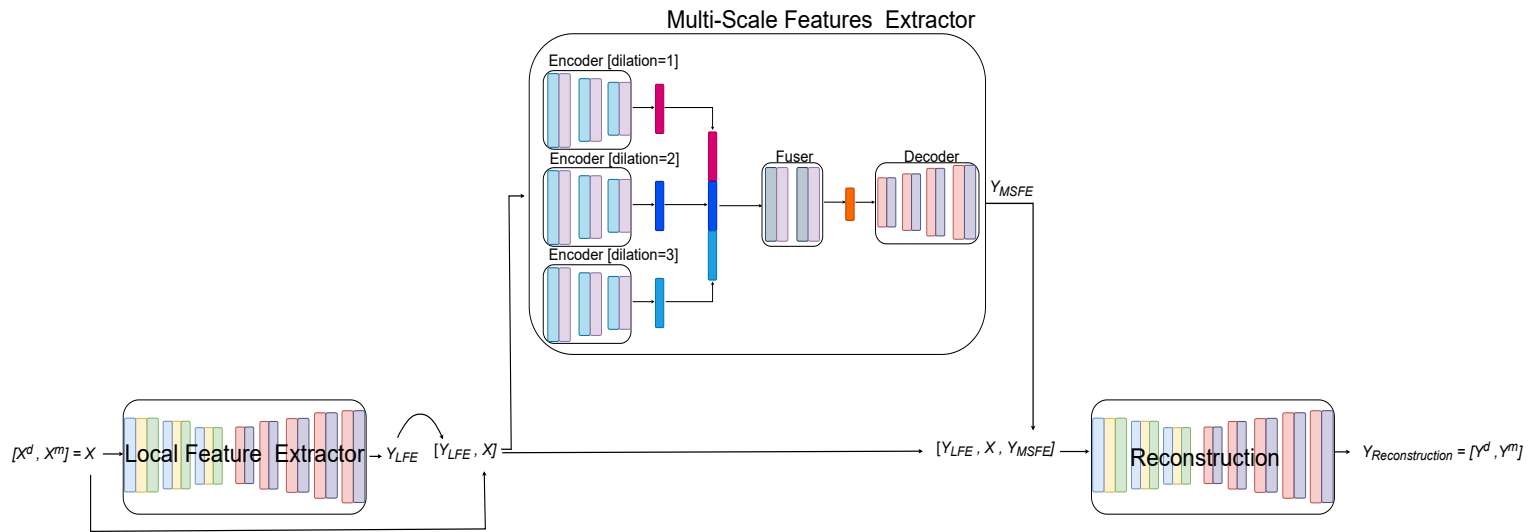 Multi-Scale Features Extractor
Encoder [dilation=1]
Encoder [dilation=2]
Encoder [dilation=3]
Fuser
Decoder
Y_MSFE
[X^d , X^m] = X
Local Feature Extractor
Y_LFE
[Y_LFE , X]
[Y_LFE , X , Y_MSFE]
Reconstruction
Y_Reconstruction = [Y^d , Y^m]